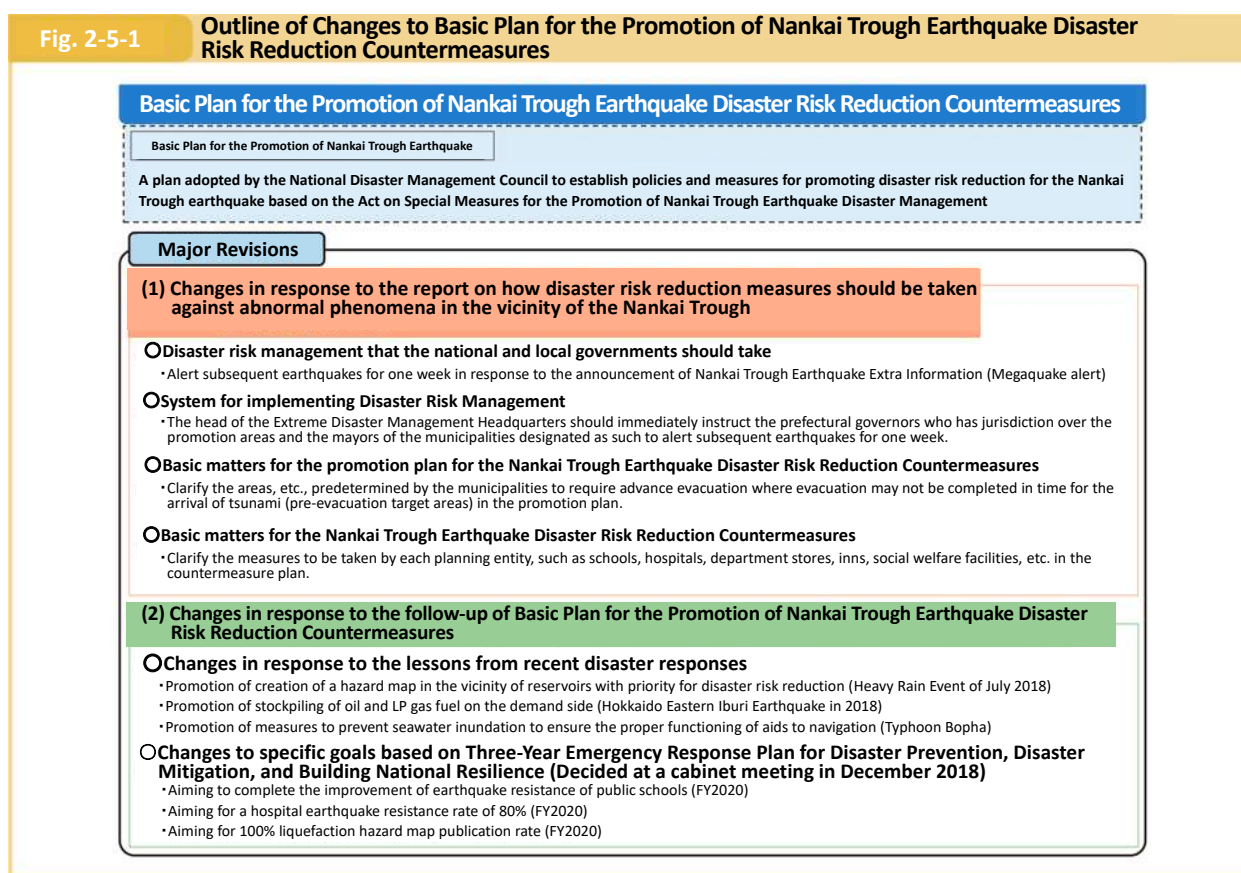 Fig. 2-5-1
Outline of Changes to Basic Plan for the Promotion of Nankai Trough Earthquake Disaster
Risk Reduction Countermeasures
Basic Plan for the Promotion of Nankai Trough Earthquake Disaster Risk Reduction Countermeasures
Basic Plan for the Promotion of Nankai Trough Earthquake
A plan adopted by the National Disaster Management Council to establish policies and measures for promoting disaster risk reduction for the Nankai
Trough earthquake based on the Act on Special Measures for the Promotion of Nankai Trough Earthquake Disaster Management
Major Revisions
(1) Changes in response to the report on how disaster risk reduction measures should be taken
against abnormal phenomena in the vicinity of the Nankai Trough
○Disaster risk management that the national and local governments should take
・Alert subsequent earthquakes for one week in response to the announcement of Nankai Trough Earthquake Extra Information (Megaquake alert)
○System for implementing Disaster Risk Management
・The head of the Extreme Disaster Management Headquarters should immediately instruct the prefectural governors who has jurisdiction over the
promotion areas and the mayors of the municipalities designated as such to alert subsequent earthquakes for one week.
○Basic matters for the promotion plan for the Nankai Trough Earthquake Disaster Risk Reduction Countermeasures
・Clarify the areas, etc., predetermined by the municipalities to require advance evacuation where evacuation may not be completed in time for the
arrival of tsunami (pre-evacuation target areas) in the promotion plan.
○Basic matters for the Nankai Trough Earthquake Disaster Risk Reduction Countermeasures
・Clarify the measures to be taken by each planning entity, such as schools, hospitals, department stores, inns, social welfare facilities, etc. in the
countermeasure plan.
(2) Changes in response to the follow-up of Basic Plan for the Promotion of Nankai Trough Earthquake Disaster
Risk Reduction Countermeasures
○Changes in response to the lessons from recent disaster responses
・Promotion of creation of a hazard map in the vicinity of reservoirs with priority for disaster risk reduction (Heavy Rain Event of July 2018)
・Promotion of stockpiling of oil and LP gas fuel on the demand side (Hokkaido Eastern Iburi Earthquake in 2018)
・Promotion of measures to prevent seawater inundation to ensure the proper functioning of aids to navigation (Typhoon Bopha)
○Changes to specific goals based on Three-Year Emergency Response Plan for Disaster Prevention, Disaster
Mitigation, and Building National Resilience (Decided at a cabinet meeting in December 2018)
・Aiming to complete the improvement of earthquake resistance of public schools (FY2020)
・Aiming for a hospital earthquake resistance rate of 80% (FY2020)
・Aiming for 100% liquefaction hazard map publication rate (FY2020)